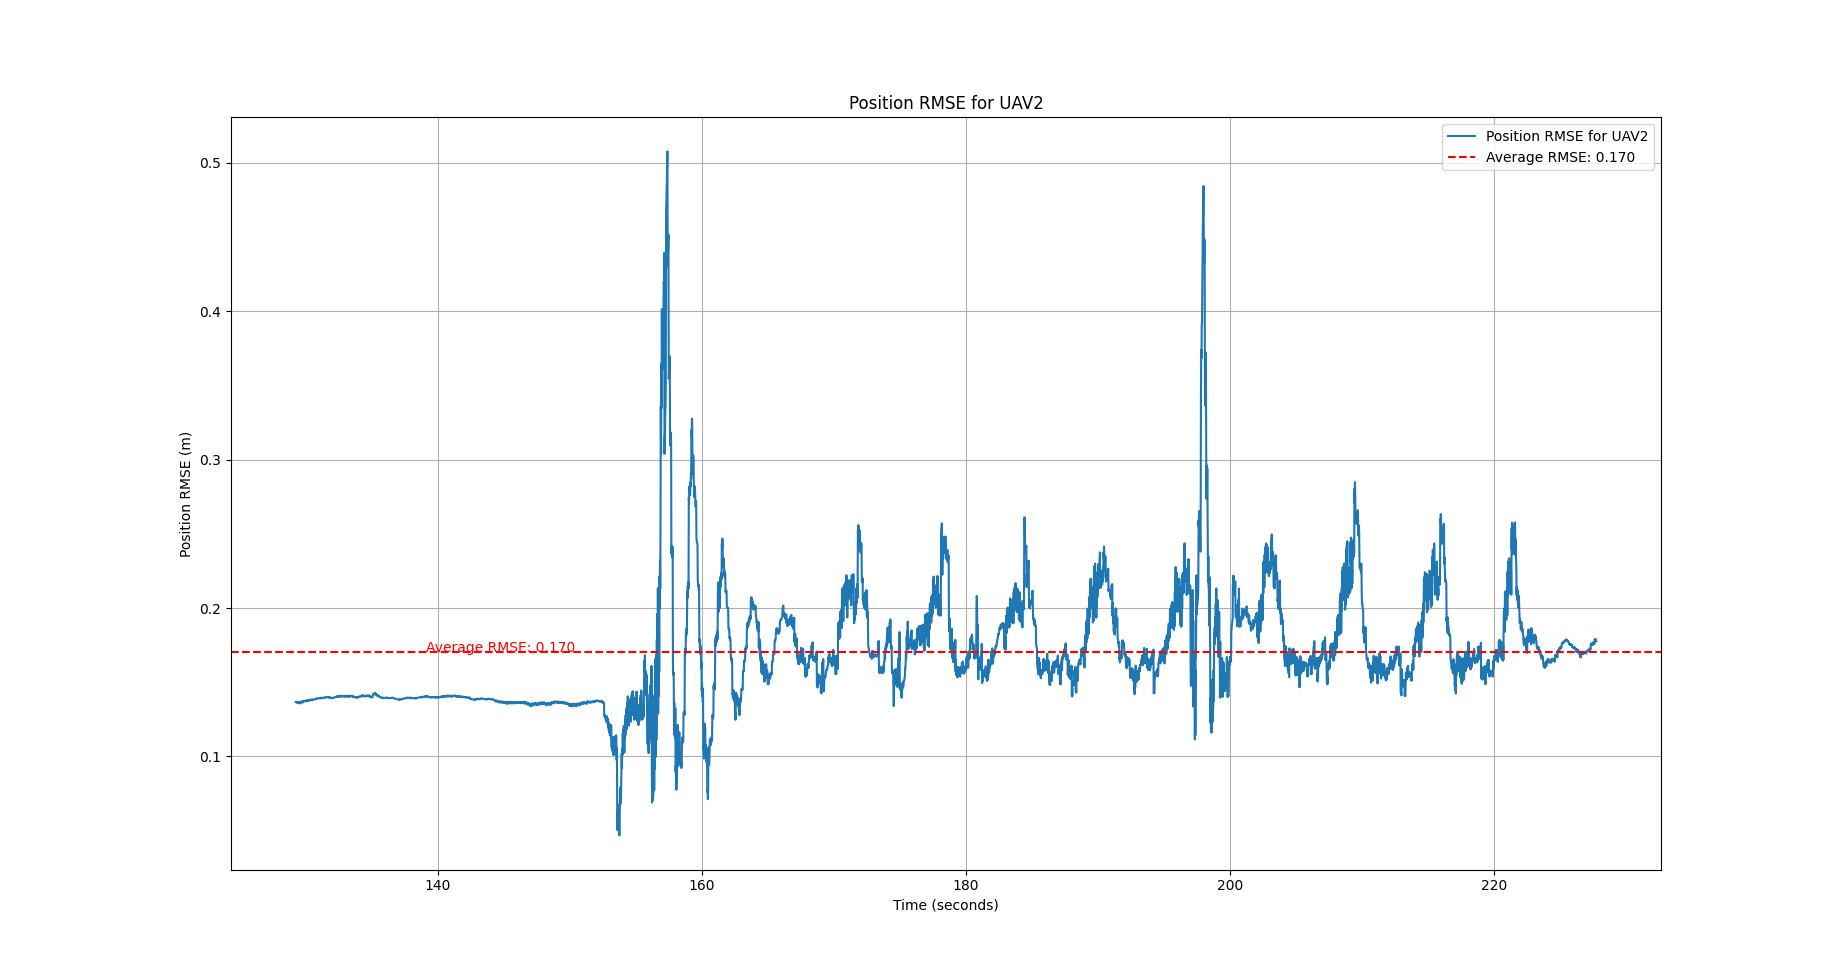 Position RMSE for UAV2
Position RMSE for UAV2
Average RMSE: 0.170
0.5
0.4
0.3
0.2
0.1
Position RMSE (m)
Average RMSE: 0.170
140
160
180
200
220
Time (seconds)